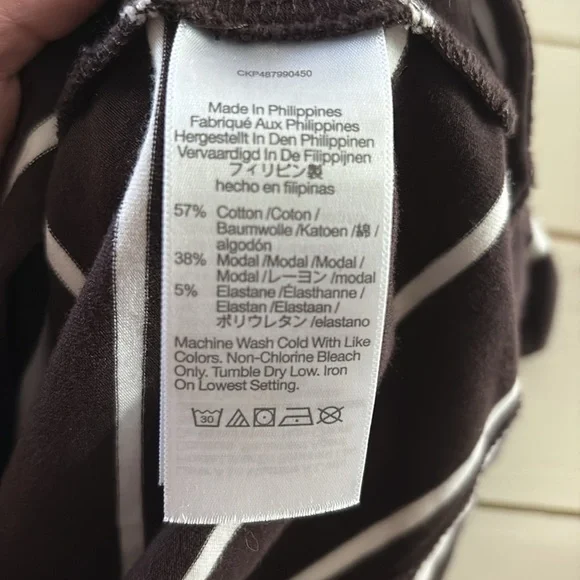 CKP487990450
Made In Philippines
Fabriqué Aux Philippines
Hergestellt In Den Philippinen
Vervaardigd In De Filippijnen
フィリピン製
hecho en filipinas
57% Cotton /Coton /
Baumwolle /Katoen /綿 /
algodón
38% Modal /Modal /Modal /
Modal /レーヨン /modal
5% Elastane /Élasthanne /
Elastan /Elastaan /
ポリウレタン /elastano
Machine Wash Cold With Like
Colors. Non-Chlorine Bleach
Only. Tumble Dry Low. Iron
On Lowest Setting.
30